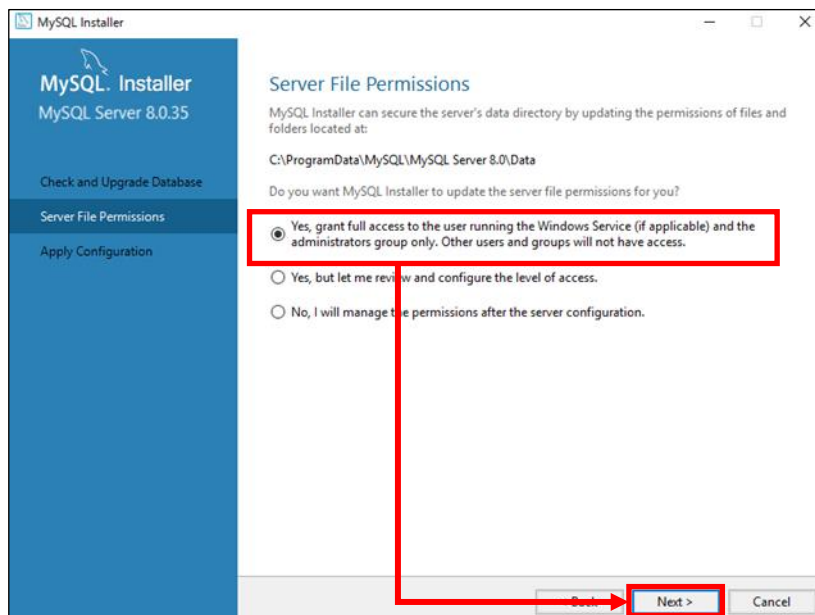 MySQL Installer
MySQL. Installer
MySQL Server 8.0.35
Check and Upgrade Database
Server File Permissions
Apply Configuration
Server File Permissions
MySQL Installer can secure the server's data directory by updating the permissions of files and
folders located at:
C:\ProgramData\MySQL\MySQL Server 8.0\Data
Do you want MySQL Installer to update the server file permissions for you?
Yes, grant full access to the user running the Windows Service (if applicable) and the
administrators group only. Other users and groups will not have access.
Yes, but let me review and configure the level of access.
No, I will manage the permissions after the server configuration.
Back
Next >
Cancel